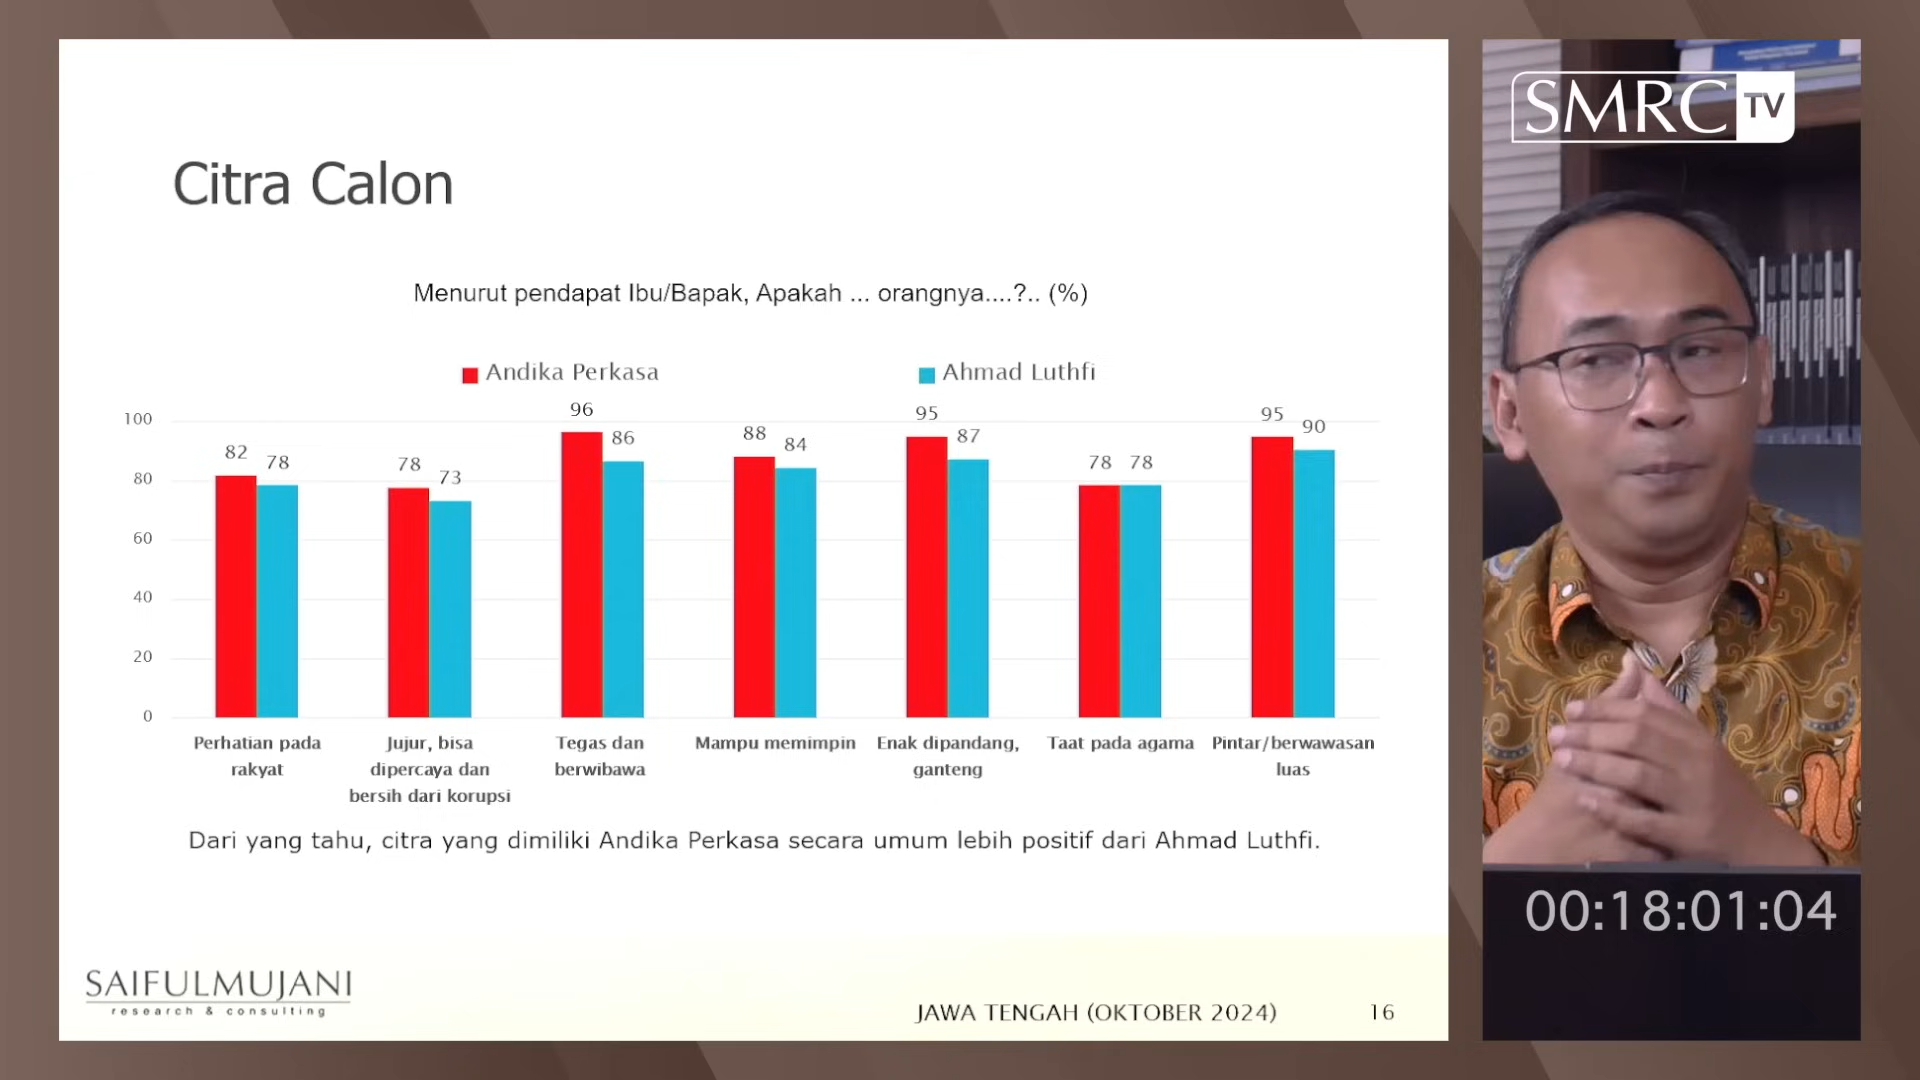 Citra Calon
Menurut pendapat Ibu/Bapak, Apakah ... orangnya....?.. (%)
Andika Perkasa
Ahmad Luthfi
100
80
60
40
20
0
82 78
78 73
96 86
88 84
95 87
78 78
95 90
Perhatian pada
rakyat
Jujur, bisa
dipercaya dan
bersih dari korupsi
Tegas dan
berwibawa
Mampu memimpin
Enak dipandang,
ganteng
Taat pada agama
Pintar/berwawasan
luas
Dari yang tahu, citra yang dimiliki Andika Perkasa secara umum lebih positif dari Ahmad Luthfi.
SAIFULMUJANI
research & consulting
JAWA TENGAH (OKTOBER 2024)
16
SMRC TV
00:18:01:04